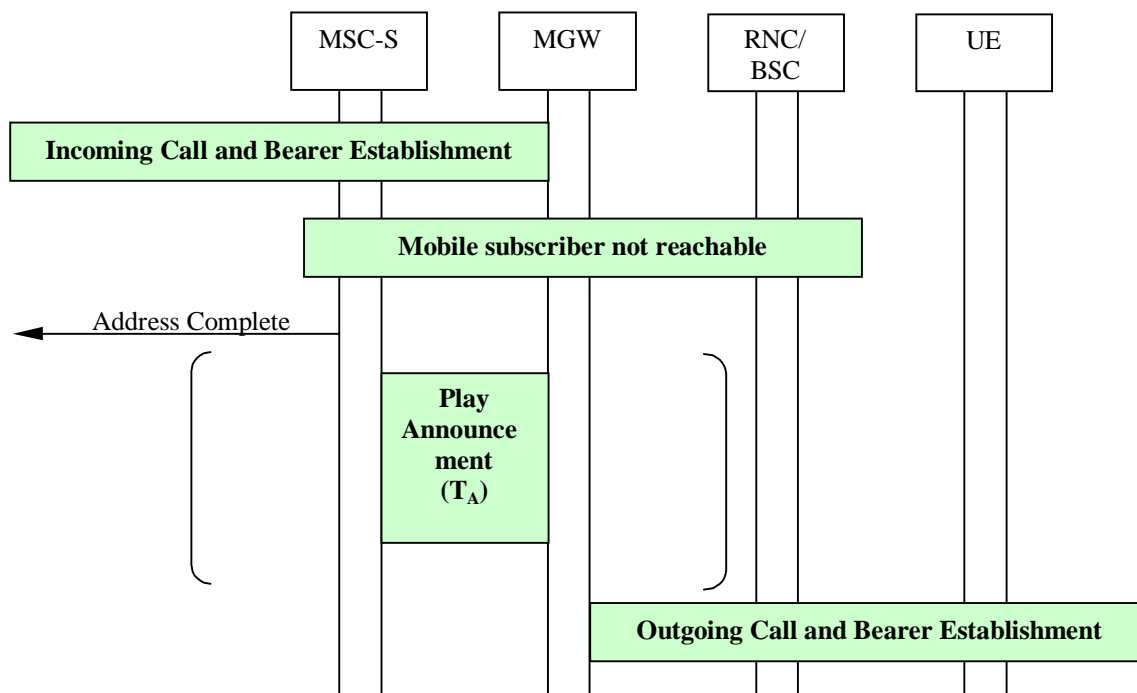 MSC-S
MGW
RNC/
BSC
UE
Incoming Call and Bearer Establishment
Mobile subscriber not reachable
Address Complete
Play
Announce
ment
(TA)
Outgoing Call and Bearer Establishment